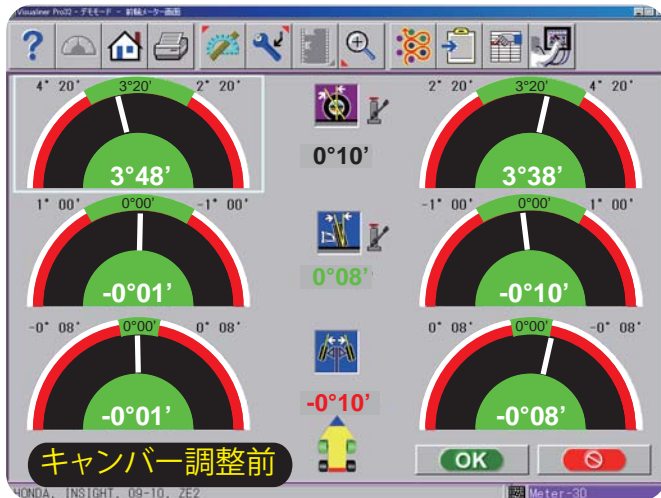 Visualiner Pro32 - デモモード - 前輪メーター画面
?
4° 20' 3°20' 2° 20'
2° 20' 3°20' 4° 20'
3°48'
0°10'
3°38'
1° 00' 0°00' -1° 00'
-1° 00' 0°00' 1° 00'
-0°01'
0°08'
-0°10'
-0° 08' 0°00' 0° 08'
0° 08' 0°00' -0° 08'
-0°01'
-0°10'
-0°08'
キャンバー調整前
OK
HONDA, INSIGHT, 09-10, ZE2
Meter-3D